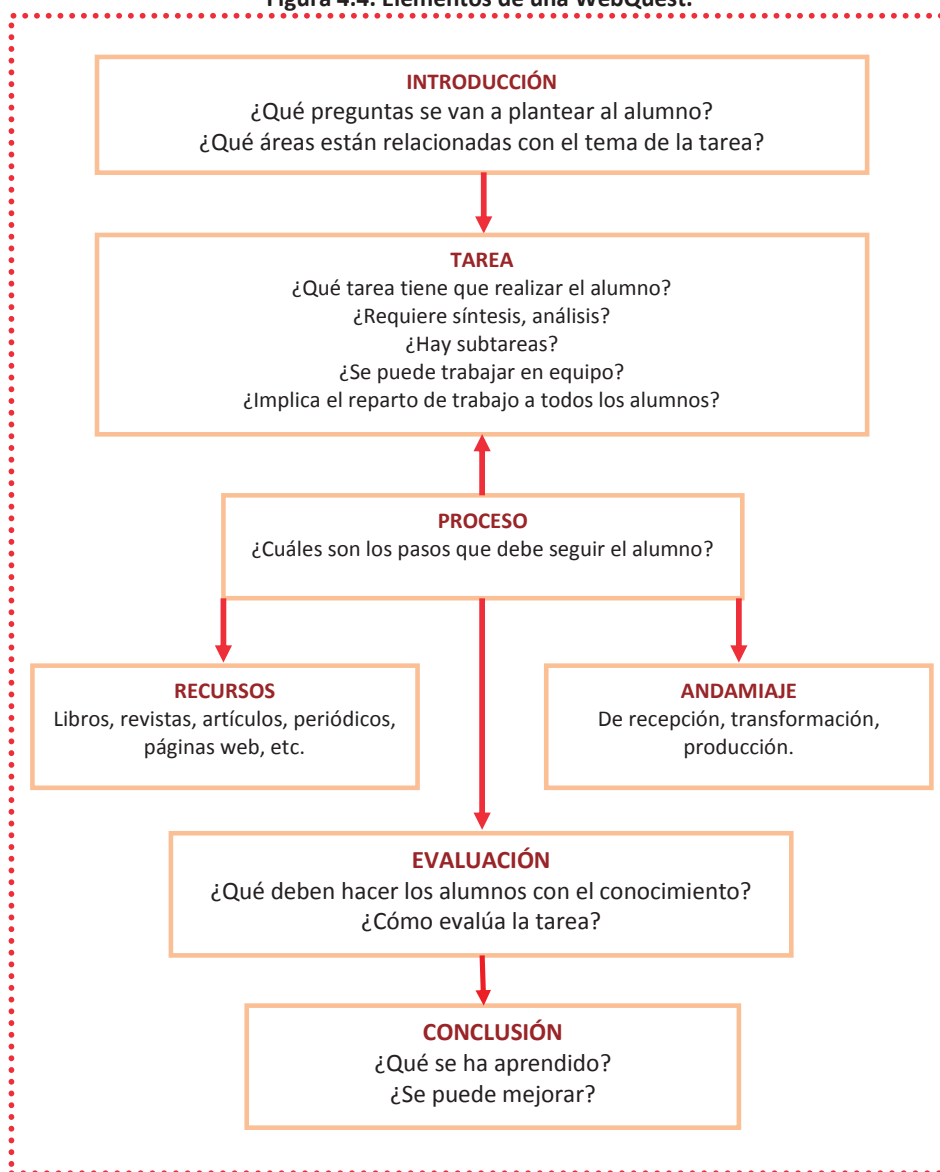 Figura 4.4. Elementos de una WebQuest.
INTRODUCCIÓN
¿Qué preguntas se van a plantear al alumno?
¿Qué áreas están relacionadas con el tema de la tarea?
TAREA
¿Qué tarea tiene que realizar el alumno?
¿Requiere síntesis, análisis?
¿Hay subtareas?
¿Se puede trabajar en equipo?
¿Implica el reparto de trabajo a todos los alumnos?
PROCESO
¿Cuáles son los pasos que debe seguir el alumno?
RECURSOS
Libros, revistas, artículos, periódicos,
páginas web, etc.
ANDAMIAJE
De recepción, transformación,
producción.
EVALUACIÓN
¿Qué deben hacer los alumnos con el conocimiento?
¿Cómo evalúa la tarea?
CONCLUSIÓN
¿Qué se ha aprendido?
¿Se puede mejorar?